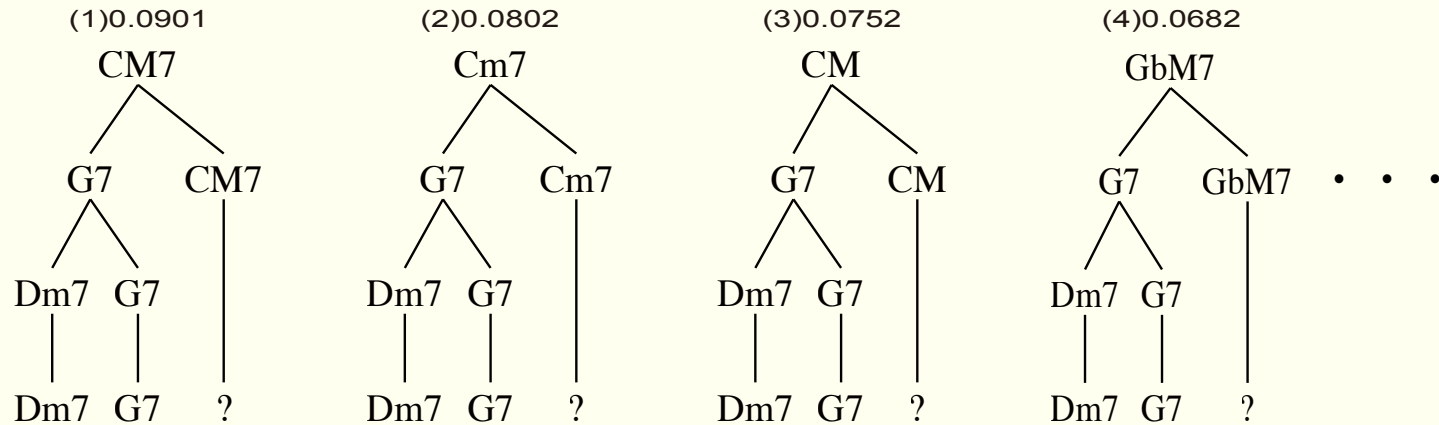 (1)0.0901 (2)0.0802 (3)0.0752 (4)0.0682
CM7 Cm7 CM GbM7
G7 CM7 G7 Cm7 G7 CM G7 GbM7 • • •
Dm7 G7 Dm7 G7 Dm7 G7 Dm7 G7
Dm7 G7 ? Dm7 G7 ? Dm7 G7 ? Dm7 G7 ?